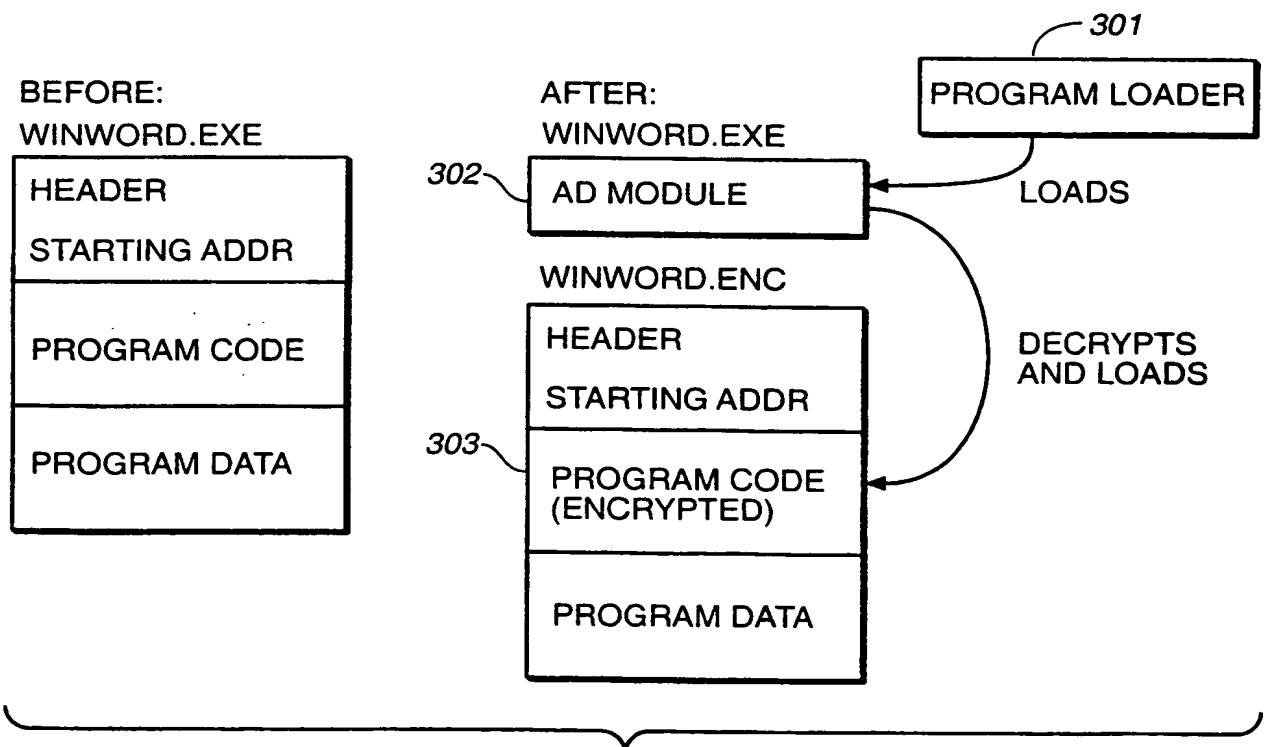 301
PROGRAM LOADER
BEFORE:
WINWORD.EXE
HEADER
STARTING ADDR
PROGRAM CODE
PROGRAM DATA
AFTER:
WINWORD.EXE
302
AD MODULE
LOADS
WINWORD.ENC
HEADER
STARTING ADDR
DECRYPTS
AND LOADS
303
PROGRAM CODE
(ENCRYPTED)
PROGRAM DATA